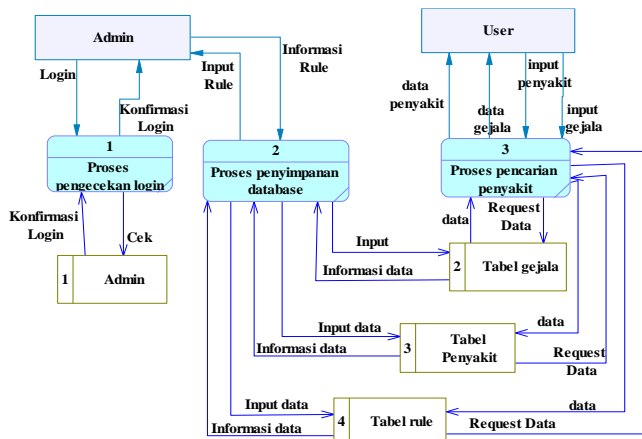 Admin
User
Login
Konfirmasi
Login
Input
Rule
Informasi
Rule
data
penyakit
data
gejala
input
penyakit
input
gejala
1
Proses
pengecekan login
2
Proses penyimpanan
database
3
Proses pencarian
penyakit
Konfirmasi
Login
Cek
1
Admin
Input
Informasi data
data
Request
Data
2
Tabel gejala
Input data
Informasi data
3
Tabel
Penyakit
data
Request
Data
Input data
Informasi data
4
Tabel rule
data
Request Data